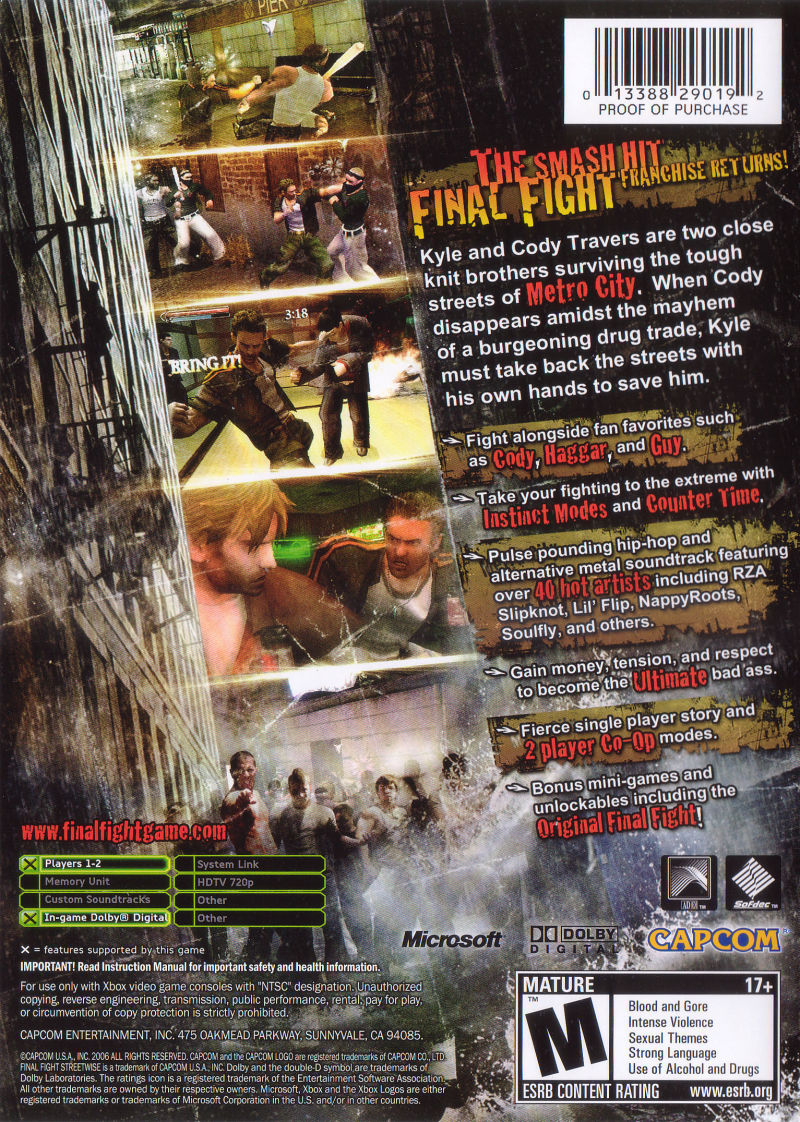 PIER
0 13388 29019 2
PROOF OF PURCHASE
THE SMASH HIT
FINAL FIGHT FRANCHISE RETURNS!
Kyle and Cody Travers are two close
knit brothers surviving the tough
streets of Metro City. When Cody
disappears amidst the mayhem
of a burgeoning drug trade, Kyle
must take back the streets with
his own hands to save him.
3:18
BRING IT!
Fight alongside fan favorites such
as Cody, Haggar, and Guy.
Take your fighting to the extreme with
Instinct Modes and Counter Time.
Pulse pounding hip-hop and
alternative metal soundtrack featuring
over 40 hot artists including RZA
Slipknot, Lil' Flip, NappyRoots,
Soulfly, and others.
Gain money, tension, and respect
to become the Ultimate bad ass.
Fierce single player story and
2 player Co-Op modes.
Bonus mini-games and
unlockables including the
Original Final Fight!
www.finalfightgame.com
X Players 1-2
System Link
Memory Unit
HDTV 720p
Custom Soundtracks
Other
X In-game Dolby® Digital
Other
X = features supported by this game
IMPORTANT! Read Instruction Manual for important safety and health information.
For use only with Xbox video game consoles with "NTSC" designation. Unauthorized
copying, reverse engineering, transmission, public performance, rental, pay for play,
or circumvention of copy protection is strictly prohibited.
CAPCOM ENTERTAINMENT, INC. 475 OAKMEAD PARKWAY, SUNNYVALE, CA 94085.
©CAPCOM U.S.A., INC. 2006 ALL RIGHTS RESERVED. CAPCOM and the CAPCOM LOGO are registered trademarks of CAPCOM CO., LTD.
FINAL FIGHT STREETWISE is a trademark of CAPCOM U.S.A., INC. Dolby and the double-D symbol are trademarks of
Dolby Laboratories. The ratings icon is a registered trademark of the Entertainment Software Association.
All other trademarks are owned by their respective owners. Microsoft, Xbox and the Xbox Logos are either
registered trademarks or trademarks of Microsoft Corporation in the U.S. and/or in other countries.
Microsoft®
DOLBY
DIGITAL
ADX™
Sofdec™
CAPCOM®
MATURE 17+
M™
Blood and Gore
Intense Violence
Sexual Themes
Strong Language
Use of Alcohol and Drugs
ESRB CONTENT RATING www.esrb.org